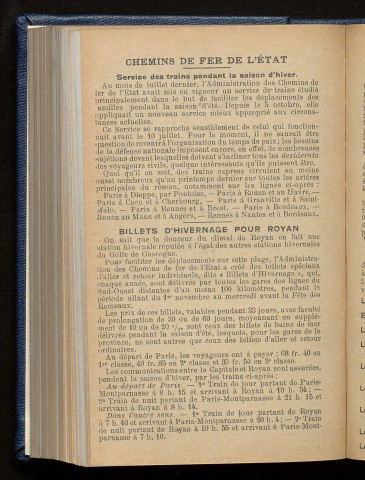 CHEMINS DE FER DE L'ÉTAT
Service des trains pendant la saison d'hiver.
Au mois de juillet dernier, l'Administration des Chemins de
fer de l'Etat avait mis en vigueur un service de trains étudié
principalement dans le but de faciliter les déplacements des
familles pendant la saison d'été. Depuis le 5 octobre, elle
appliquait un nouveau service mieux approprié aux circons-
tances actuelles.
Ce Service se rapproche sensiblement de celui qui fonction-
nait avant le 10 juillet. Pour le moment, il ne saurait être
question de revenir à l'organisation du temps de paix; les besoins
de la défense nationale imposent encore, en effet, de nombreuses
sujétions devant lesquelles doivent s'incliner tous les desiderata
des voyageurs civils, quelque intéressants qu'ils puissent être.
Quoi qu'il en soit, des trains express circulent au moins
aussi nombreux qu'au printemps dernier sur toutes les artères
principales du réseau, notamment sur les lignes ci-après :
Paris à Dieppe, par Pontoise, — Paris à Rouen et au Havre, —
Paris à Caen et à Cherbourg, — Paris à Granville et à Saint-
Malo, — Paris à Rennes et à Brest, — Paris à Bordeaux, —
Rouen au Mans et à Angers, — Rennes à Nantes et à Bordeaux.
BILLETS D'HIVERNAGE POUR ROYAN
On sait que la douceur du climat de Royan en fait une
station hivernale réputée à l'égal des autres stations hivernales
du Golfe de Gascogne.
Pour faciliter les déplacements sur cette plage, l'Administra-
tion des Chemins de fer de l'Etat a créé des billets spéciaux
d'aller et retour individuels, dits « Billets d'Hivernage », qui,
chaque année, sont délivrés par toutes les gares des lignes du
Sud-Ouest distantes d'au moins 100 kilomètres, pendant la
période allant du 1er novembre au mercredi avant la Fête des
Rameaux.
Les prix de ces billets, valables pendant 33 jours, avec faculté
de prolongation de 30 ou de 60 jours, moyennant un supplé-
ment de 10 ou de 20 %, sont ceux des billets de bains de mer
délivrés pendant la saison d'été, lesquels, pour les gares de la
province, ne sont autres que ceux des billets d'aller et retour
ordinaires.
Au départ de Paris, les voyageurs ont à payer : 68 fr. 40 en
1re classe, 49 fr. 85 en 2e classe et 35 fr. 50 en 3e classe.
Les communications entre la Capitale et Royan sont assurées,
pendant la saison d'hiver, par les trains ci-après :
Au départ de Paris. — 1° Train de jour partant de Paris-
Montparnasse à 8 h. 15 et arrivant à Royan à 19 h. 34 ; —
2° Train de nuit partant de Paris-Montparnasse à 21 h. 15 et
arrivant à Royan à 8 h. 14.
Dans l'autre sens. — 1° Train de jour partant de Royan
à 7 h. 46 et arrivant à Paris-Montparnasse à 20 h. 4 ; — 2° Train
de nuit partant de Royan à 19 h. 55 et arrivant à Paris-Mont-
parnasse à 7 h. 10.